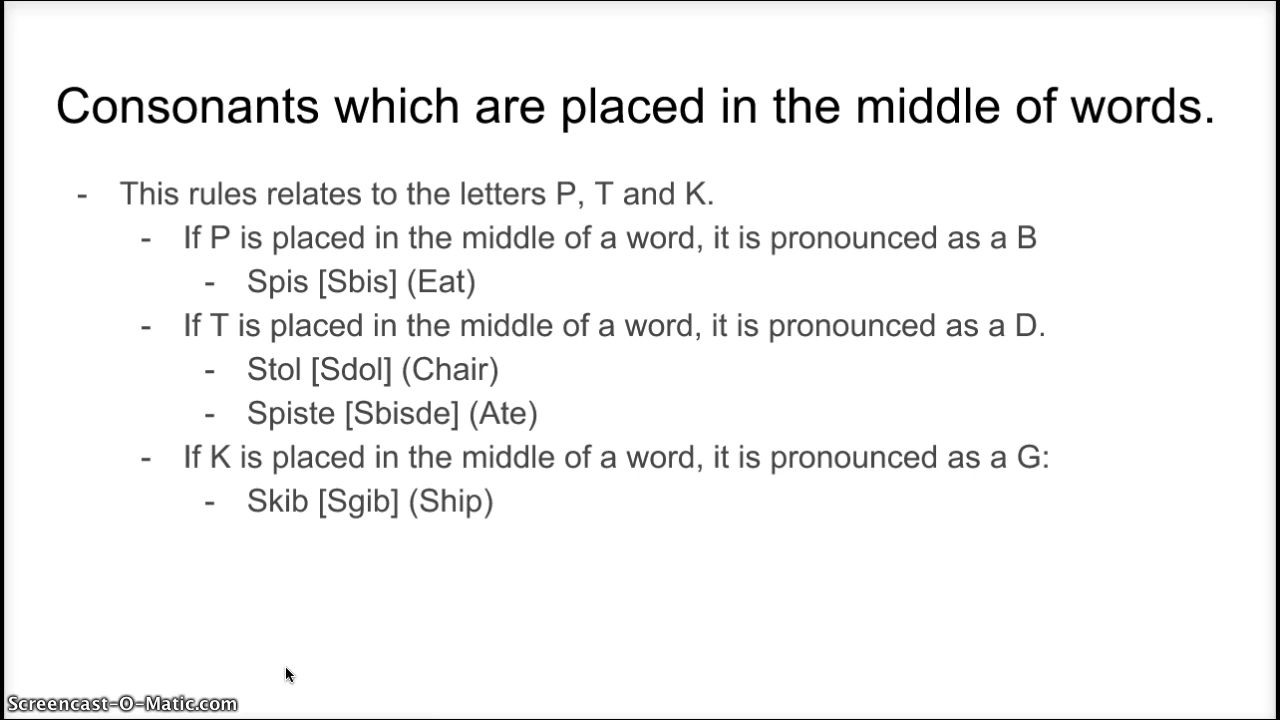 Consonants which are placed in the middle of words.
- This rules relates to the letters P, T and K.
- If P is placed in the middle of a word, it is pronounced as a B
- Spis [Sbis] (Eat)
- If T is placed in the middle of a word, it is pronounced as a D.
- Stol [Sdol] (Chair)
- Spiste [Sbisde] (Ate)
- If K is placed in the middle of a word, it is pronounced as a G:
- Skib [Sgib] (Ship)
Screencast-O-Matic.com